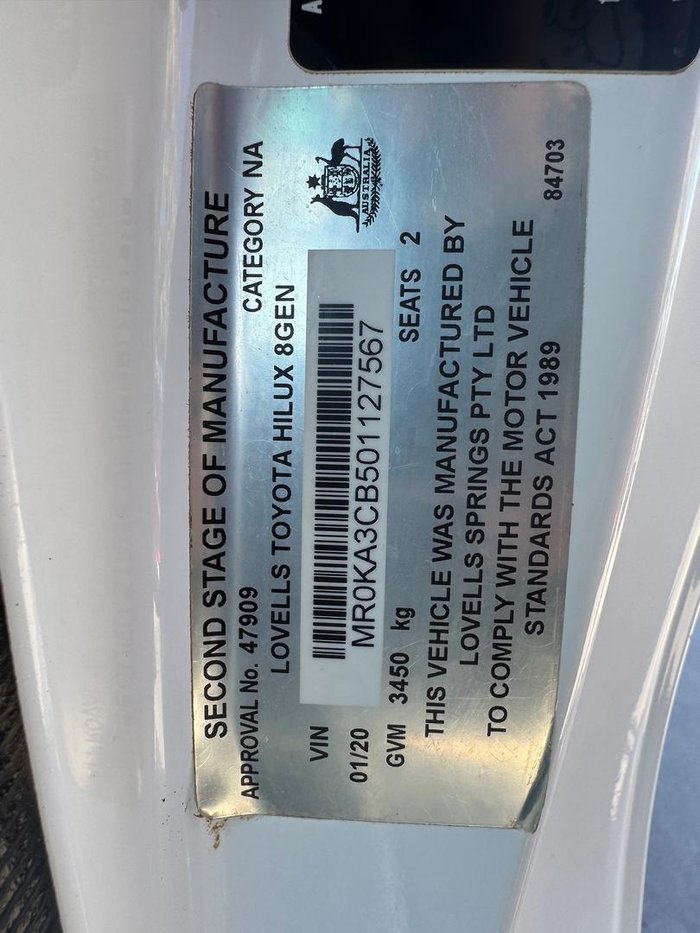 SECOND STAGE OF MANUFACTURE
APPROVAL No. 47909 CATEGORY NA
LOVELLS TOYOTA HILUX 8GEN
AUSTRALIA
VIN
01/20 MR0KA3CB501127567
GVM 3450 kg SEATS 2
THIS VEHICLE WAS MANUFACTURED BY
LOVELLS SPRINGS PTY LTD
TO COMPLY WITH THE MOTOR VEHICLE
STANDARDS ACT 1989
84703
A